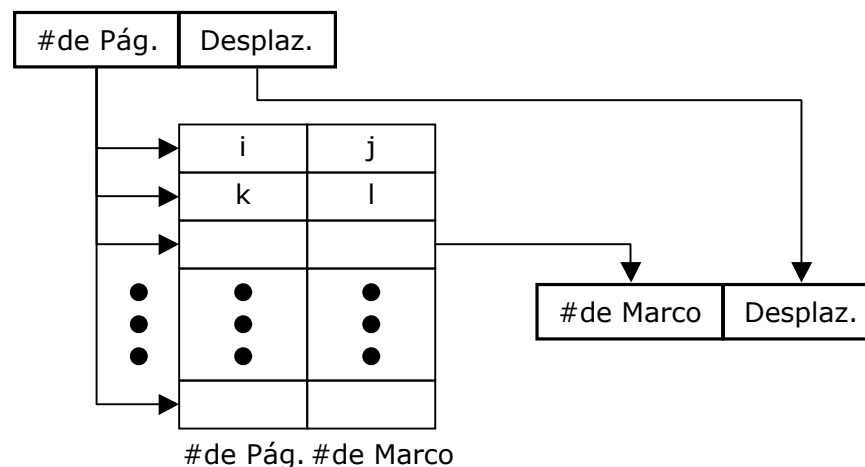 #de Pág. Desplaz.
i j
k l
#de Marco Desplaz.
#de Pág. #de Marco